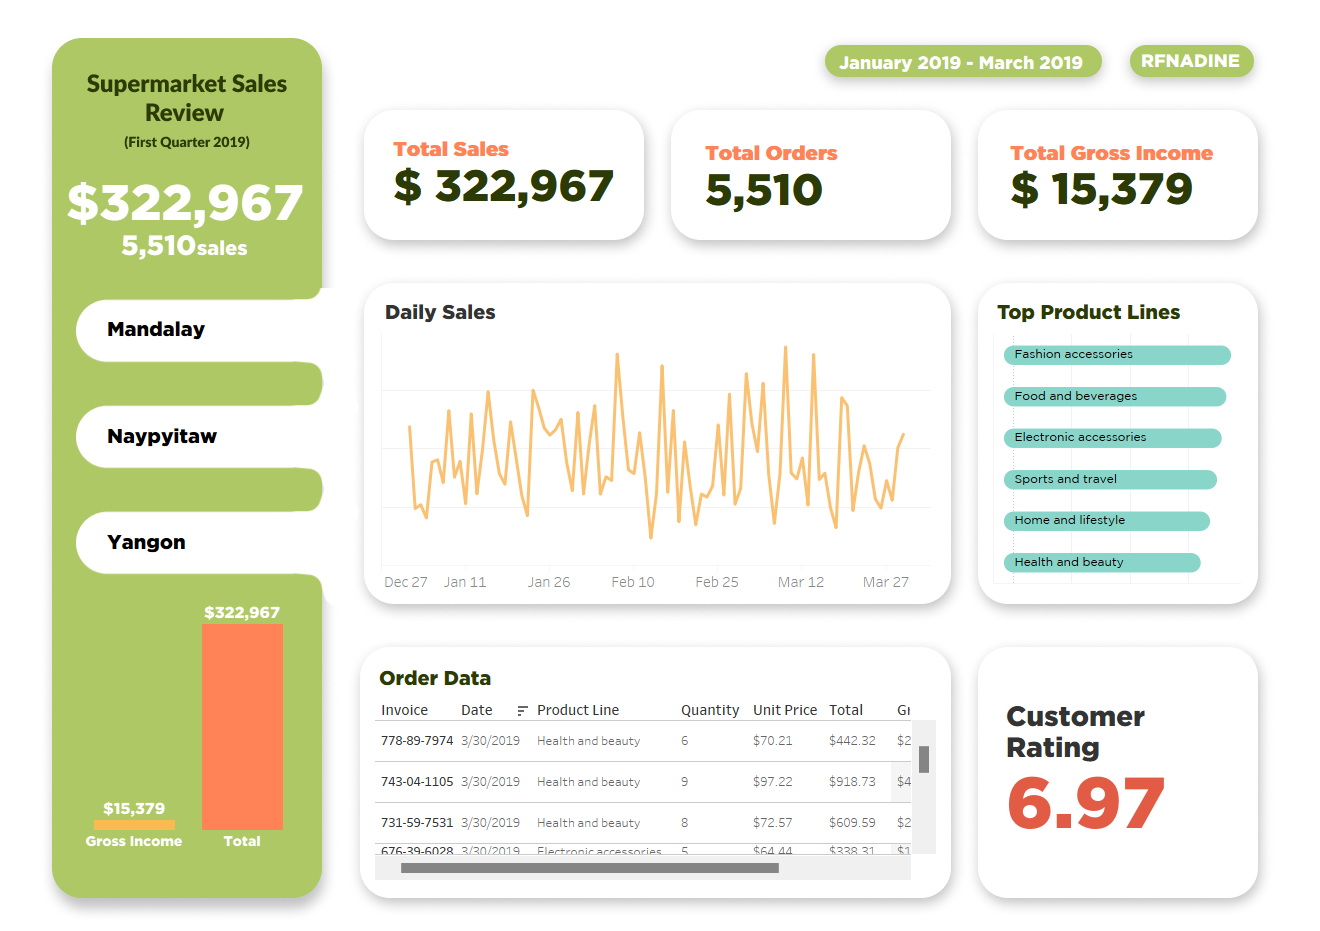 Supermarket Sales
Review
(First Quarter 2019)
$322,967
5,510sales
Mandalay
Naypyitaw
Yangon
$322,967
$15,379
Gross Income Total
January 2019 - March 2019
RFNADINE
Total Sales
$ 322,967
Total Orders
5,510
Total Gross Income
$ 15,379
Daily Sales
Dec 27 Jan 11 Jan 26 Feb 10 Feb 25 Mar 12 Mar 27
Top Product Lines
Fashion accessories
Food and beverages
Electronic accessories
Sports and travel
Home and lifestyle
Health and beauty
Order Data
Invoice Date Product Line Quantity Unit Price Total
778-89-7974 3/30/2019 Health and beauty 6 $70.21 $442.32
743-04-1105 3/30/2019 Health and beauty 9 $97.22 $918.73
731-59-7531 3/30/2019 Health and beauty 8 $72.57 $609.59
676-39-6028 3/30/2019 Electronic accessories 5 $64.44 $338.31
Customer
Rating
6.97